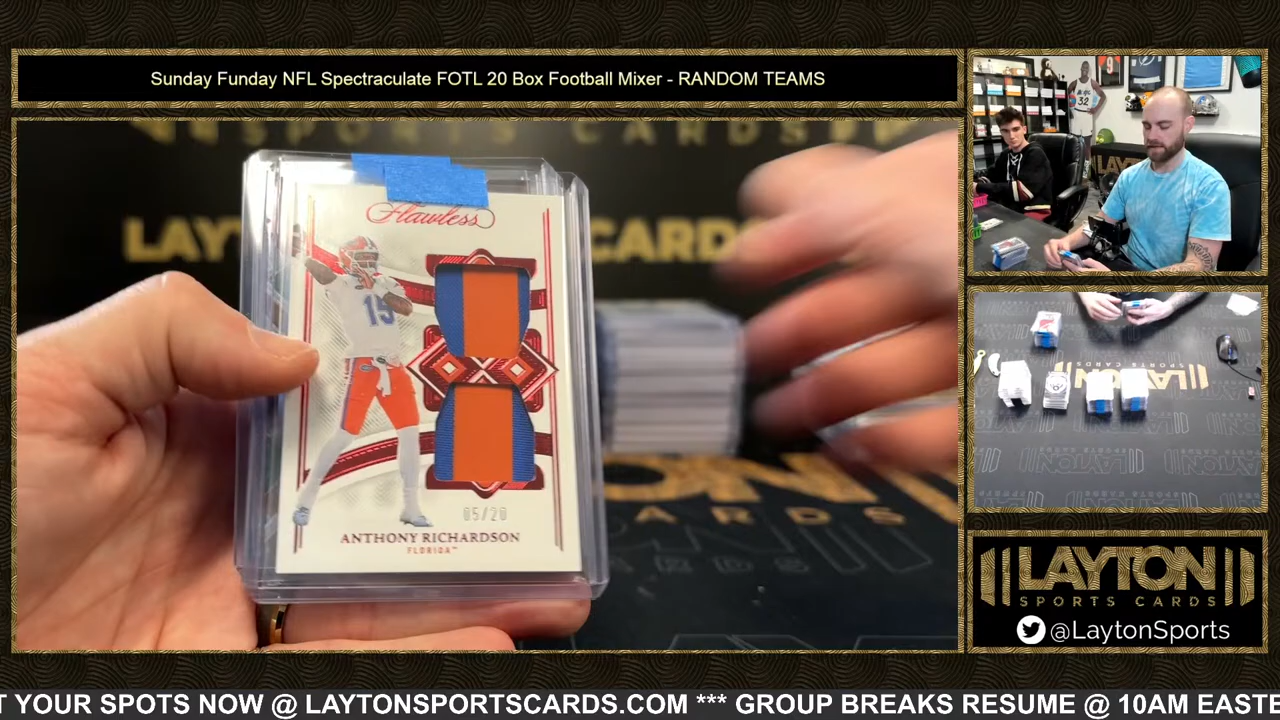 Sunday Funday NFL Spectraculate FOTL 20 Box Football Mixer - RANDOM TEAMS
Flawless
15
05/20
ANTHONY RICHARDSON
FLORIDA™
LAYTON
SPORTS CARDS
@LaytonSports
T YOUR SPOTS NOW @ LAYTONSPORTSCARDS.COM *** GROUP BREAKS RESUME @ 10AM EASTE